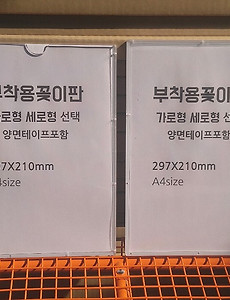 착용꽂이판
로형 세로형 선택
양면테이프포함
97X210mm
4size
부착용꽂이
가로형 세로형 선
양면테이프포
297X210mm
A4size